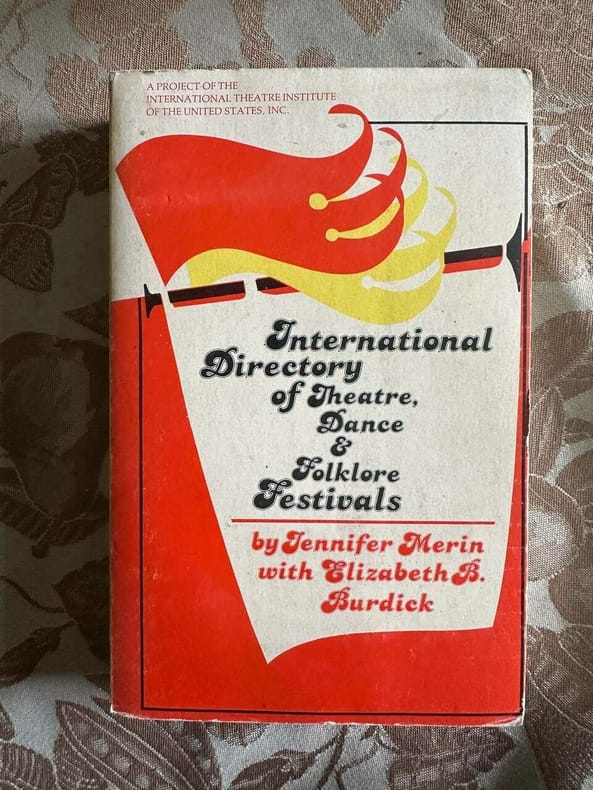 A PROJECT OF THE
INTERNATIONAL THEATRE INSTITUTE
OF THE UNITED STATES, INC.
International
Directory
of Theatre,
Dance
&
Folklore
Festivals
by Jennifer Merin
with Elizabeth B.
Burdick